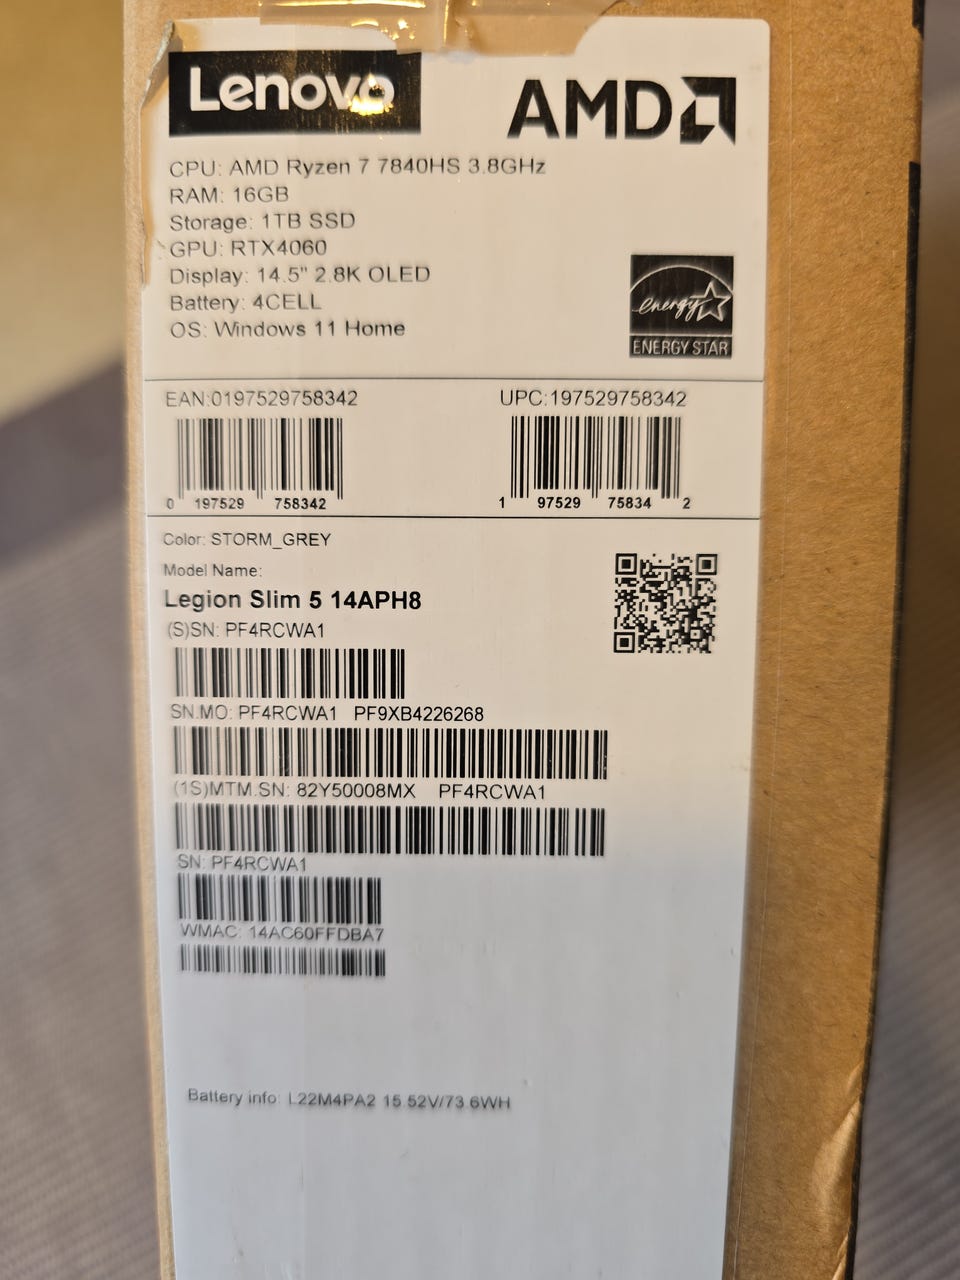 Lenovo
AMD
CPU: AMD Ryzen 7 7840HS 3.8GHz
RAM: 16GB
Storage: 1TB SSD
GPU: RTX4060
Display: 14.5" 2.8K OLED
Battery: 4CELL
OS: Windows 11 Home
energy
ENERGY STAR
EAN:0197529758342
UPC:197529758342
0 197529 758342
1 97529 75834 2
Color: STORM_GREY
Model Name:
Legion Slim 5 14APH8
(S)SN: PF4RCWA1
SN.MO: PF4RCWA1 PF9XB4226268
(1S)MTM.SN: 82Y50008MX PF4RCWA1
SN: PF4RCWA1
WMAC: 14AC60FFDBA7
Battery info: L22M4PA2 15.52V/73.6WH